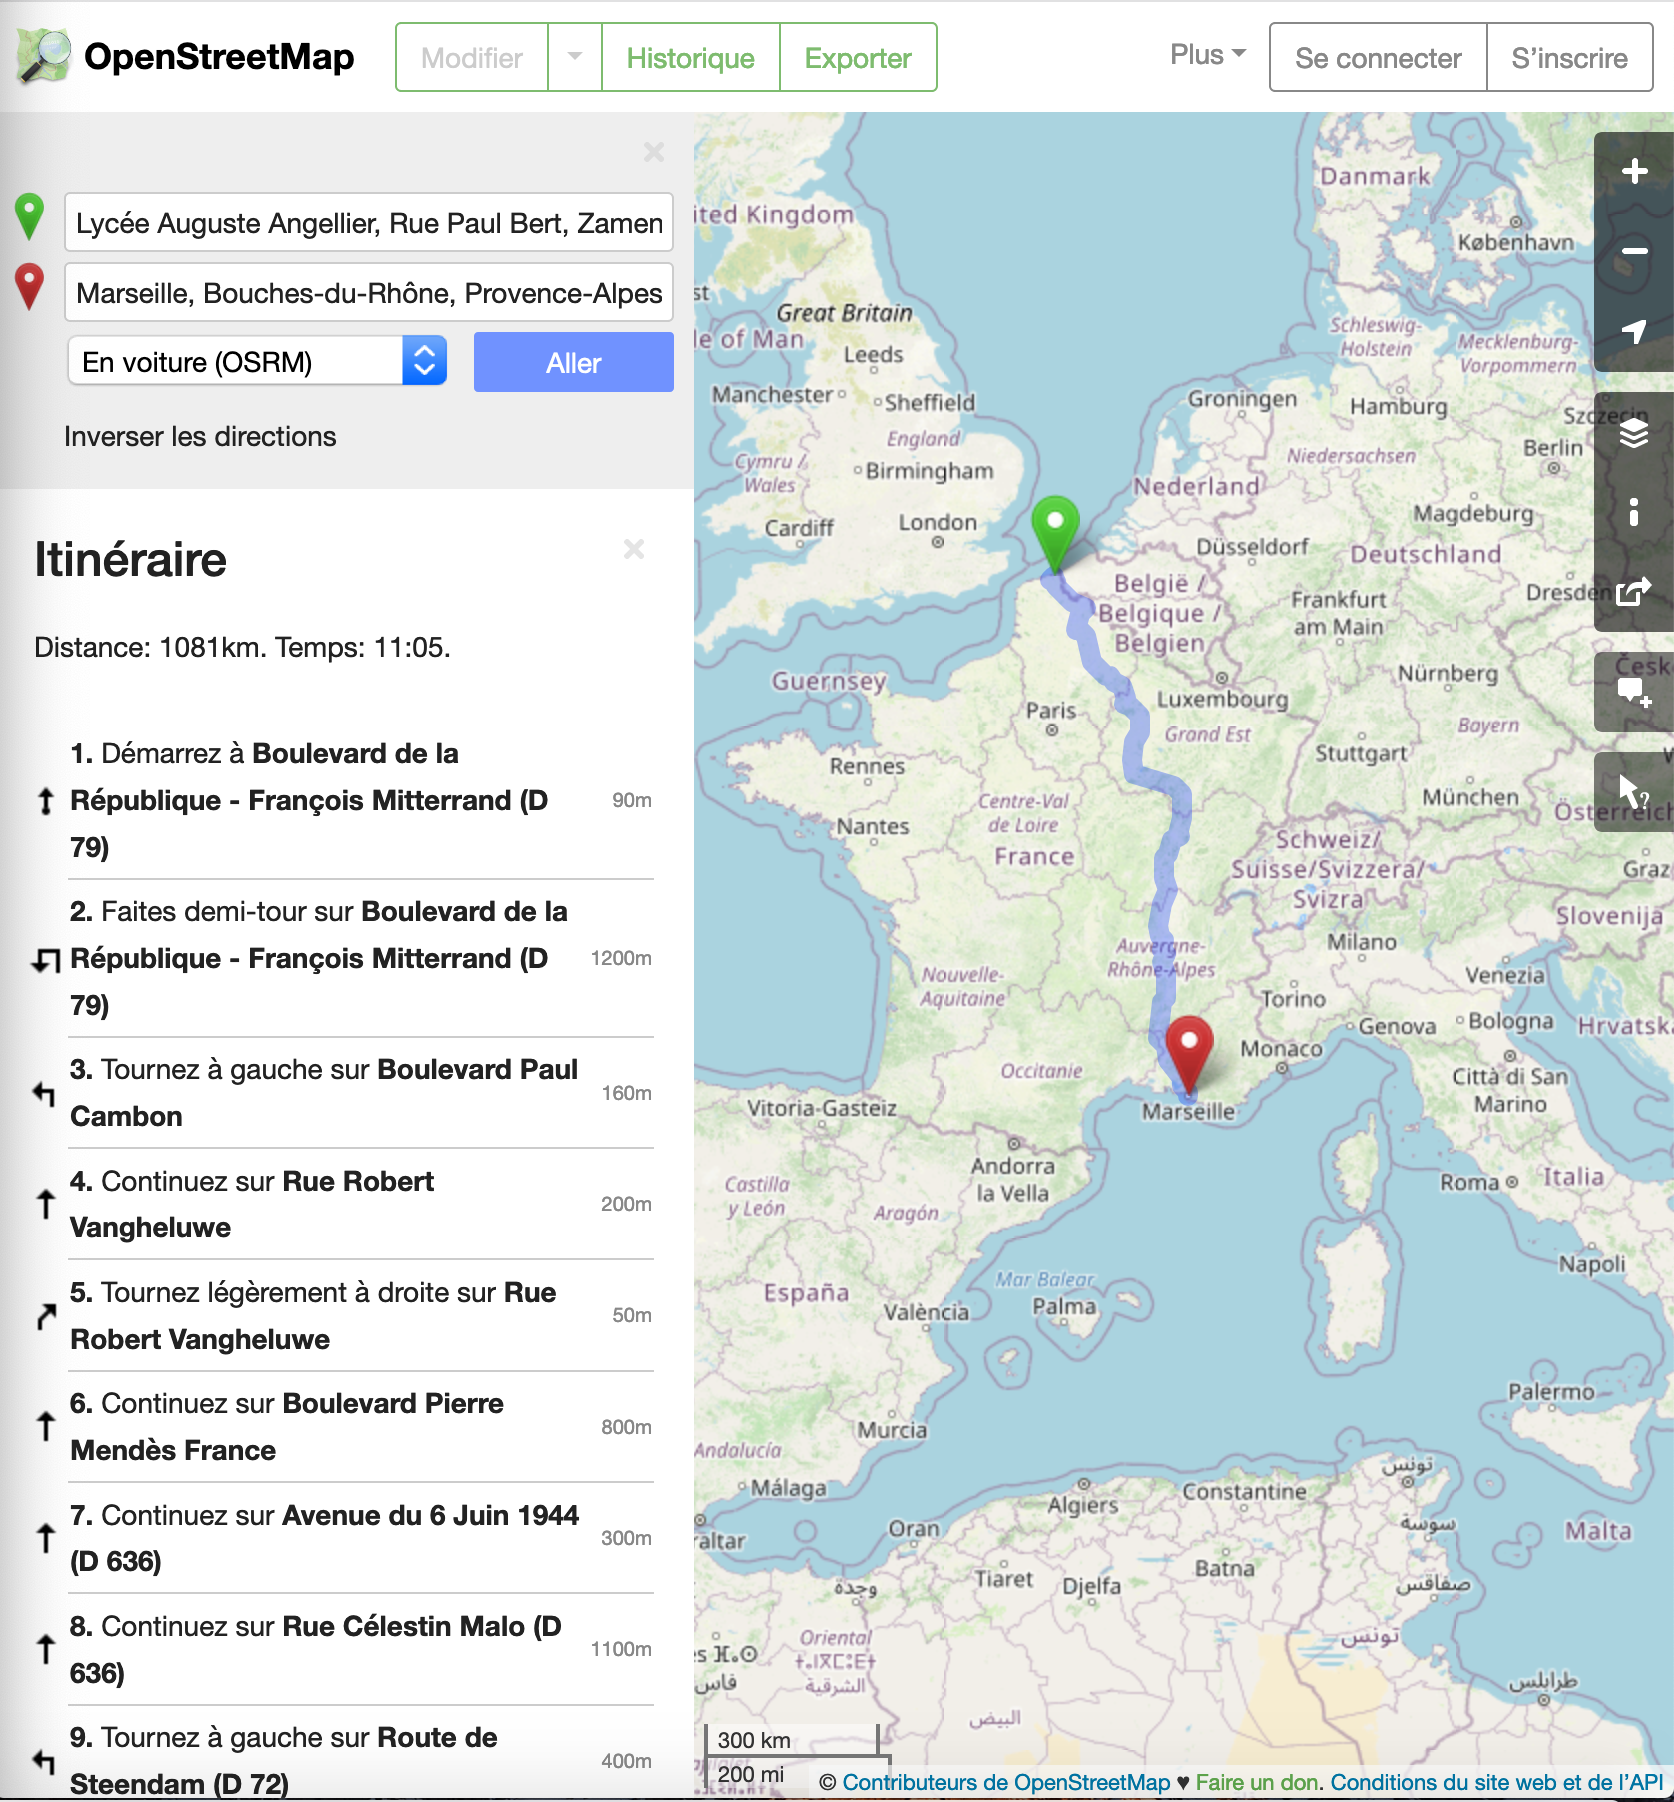 OpenStreetMap
Modifier
Historique
Exporter
Plus
Se connecter
S'inscrire
Lycée Auguste Angellier, Rue Paul Bert, Zamen
Marseille, Bouches-du-Rhône, Provence-Alpes
En voiture (OSRM)
Aller
Inverser les directions
Itinéraire
Distance: 1081km. Temps: 11:05.
1. Démarrez à Boulevard de la
République - François Mitterrand (D
79)
90m
2. Faites demi-tour sur Boulevard de la
République - François Mitterrand (D
79)
1200m
3. Tournez à gauche sur Boulevard Paul
Cambon
160m
4. Continuez sur Rue Robert
Vangheluwe
200m
5. Tournez légèrement à droite sur Rue
Robert Vangheluwe
50m
6. Continuez sur Boulevard Pierre
Mendès France
800m
7. Continuez sur Avenue du 6 Juin 1944
(D 636)
300m
8. Continuez sur Rue Célestin Malo (D
636)
1100m
9. Tournez à gauche sur Route de
Steendam (D 72)
400m
Danmark
ited Kingdom
København
st
Great Britain
le of Man
Leeds
Schleswig-
Holstein
Mecklenburg-
Vorpommern
Manchester
Sheffield
Groningen
Hamburg
Szczecin
England
Cymru /
Wales
Birmingham
Niedersachsen
Berlin
Nederland
Cardiff
London
Magdeburg
Düsseldorf
Deutschland
België /
Belgique /
Belgien
Frankfurt
am Main
Dresden
Guernsey
Luxembourg
Nürnberg
Česk
Paris
Grand Est
Bayern
Rennes
Stuttgart
Centre-Val
de Loire
München
Österreich
Nantes
France
Schweiz/
Suisse/Svizzera/
Svizra
Graz
Slovenija
Auvergne-
Rhône-Alpes
Milano
Venezia
Nouvelle-
Aquitaine
Torino
Genova
Bologna
Hrvatska
Occitanie
Monaco
Città di San
Marino
Vitoria-Gasteiz
Marseille
Andorra
la Vella
Castilla
y León
Aragón
Roma
Italia
Mar Balear
Napoli
España
València
Palma
Palermo
Murcia
Andalucía
Málaga
تونس
Algiers
Constantine
Oran
سوسة
Malta
raltar
Tiaret
Djelfa
Batna
وجدة
صفاقس
Oriental
الشرقية
تونس
فاس
طرابلس
البيض
300 km
200 mi
© Contributeurs de OpenStreetMap ♥ Faire un don. Conditions du site web et de l'API